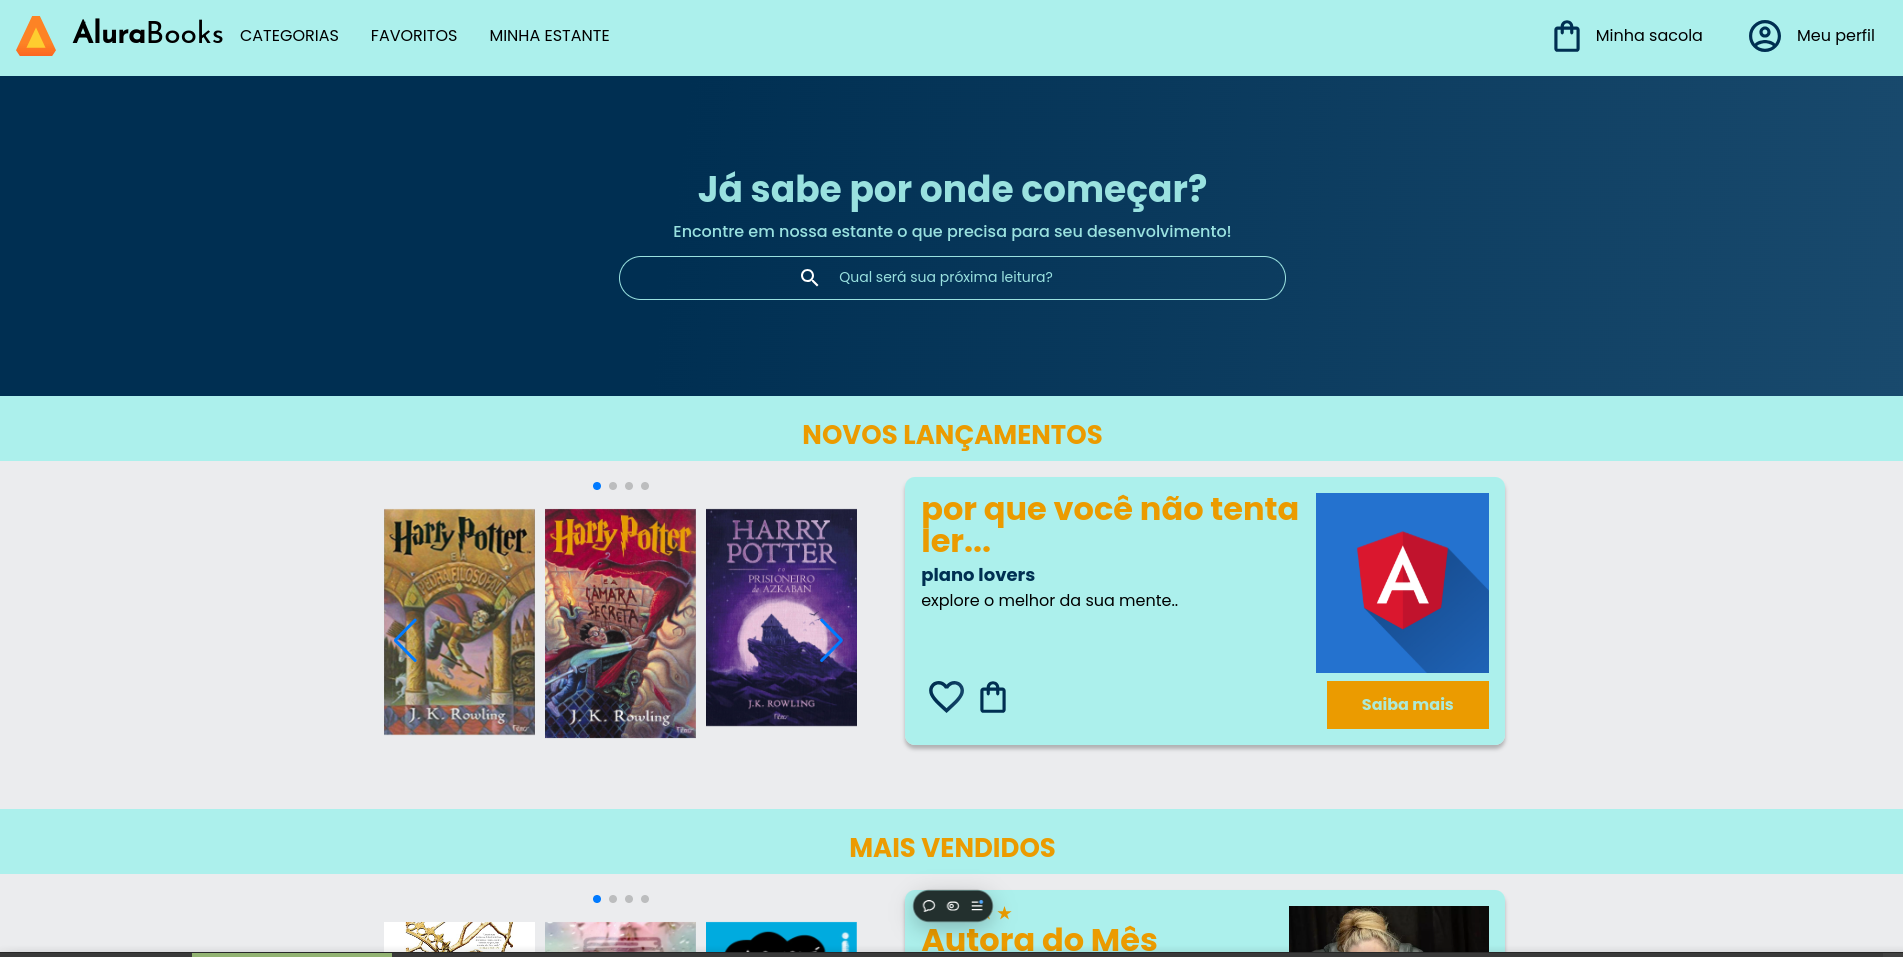 AluraBooks CATEGORIAS FAVORITOS MINHA ESTANTE Minha sacola Meu perfil
Já sabe por onde começar?
Encontre em nossa estante o que precisa para seu desenvolvimento!
Qual será sua próxima leitura?
NOVOS LANÇAMENTOS
Harry Potter
E A
PEDRA FILOSOFAL
J. K. Rowling
Harry Potter
E A
CÂMARA
SECRETA
J. K. Rowling
HARRY
POTTER
e o
PRISIONEIRO
de AZKABAN
J.K. ROWLING
por que você não tenta
ler...
plano lovers
explore o melhor da sua mente..
A
Saiba mais
MAIS VENDIDOS
Autora do Mês